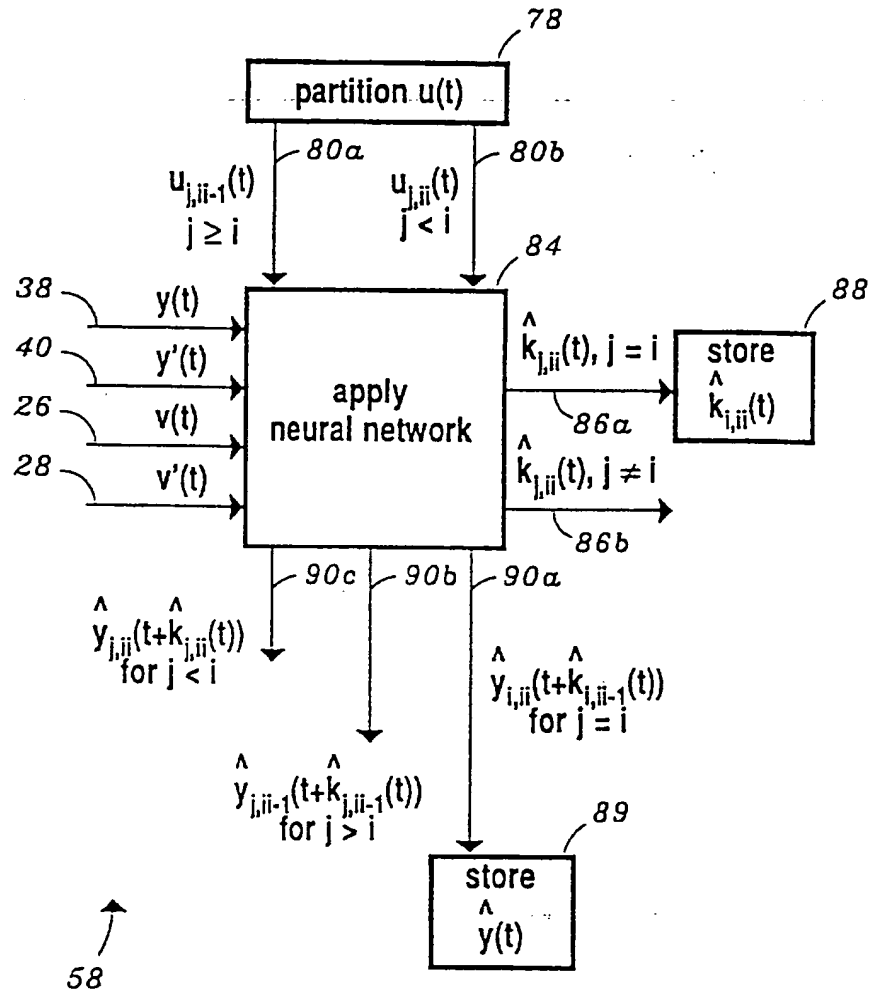 78
partition u(t)
80a
80b
u_{j,ii-1}(t)
j ≥ i
u_{j,ii}(t)
j < i
84
38
y(t)
40
y'(t)
26
v(t)
28
v'(t)
apply
neural network
k̂_{j,ii}(t), j = i
86a
k̂_{j,ii}(t), j ≠ i
86b
88
store
k̂_{i,ii}(t)
90c
90b
90a
ŷ_{j,ii}(t+k̂_{j,ii}(t))
for j < i
ŷ_{j,ii-1}(t+k̂_{j,ii-1}(t))
for j > i
ŷ_{i,ii}(t+k̂_{i,ii-1}(t))
for j = i
89
store
ŷ(t)
58